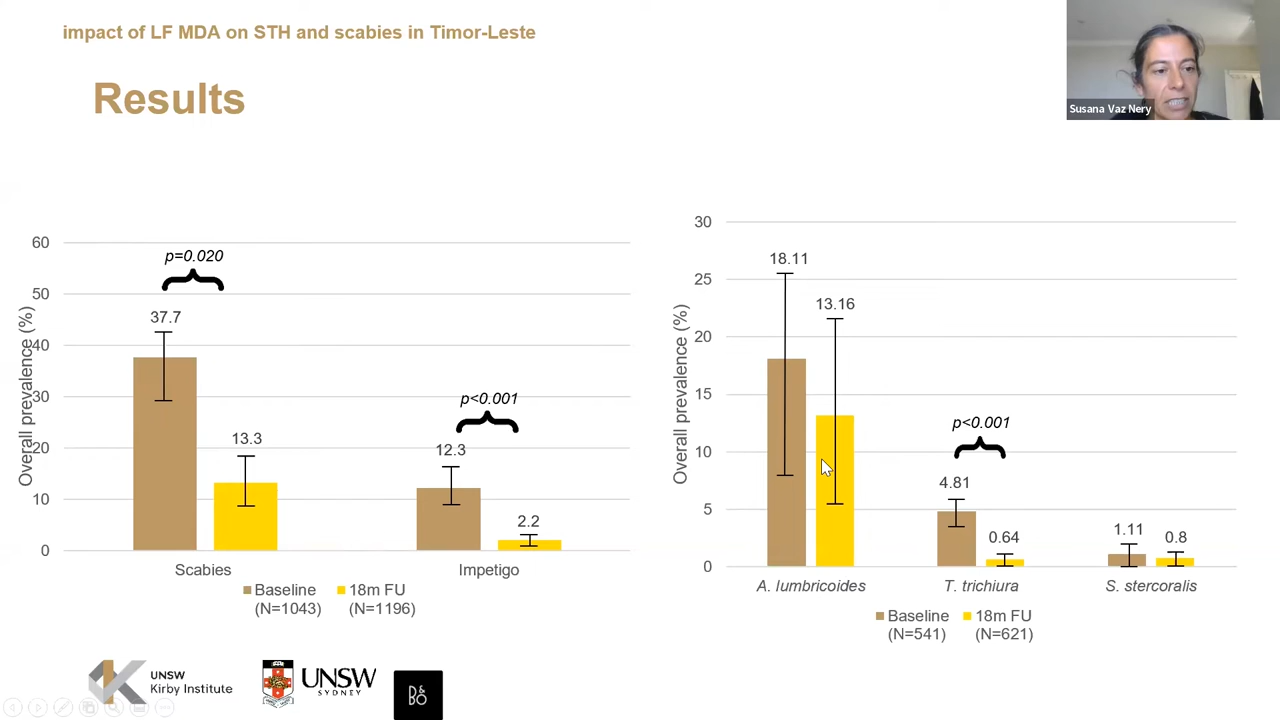 impact of LF MDA on STH and scabies in Timor-Leste
Susana Vaz Nery
Results
60
50
40
30
20
10
0
Overall prevalence (%)
p=0.020
37.7
13.3
p<0.001
12.3
2.2
Scabies
Impetigo
Baseline
(N=1043)
18m FU
(N=1196)
30
25
20
15
10
5
0
Overall prevalence (%)
18.11
13.16
p<0.001
4.81
0.64
1.11
0.8
A. lumbricoides
T. trichiura
S. stercoralis
Baseline
(N=541)
18m FU
(N=621)
UNSW
Kirby Institute
UNSW
SYDNEY
D&
BO